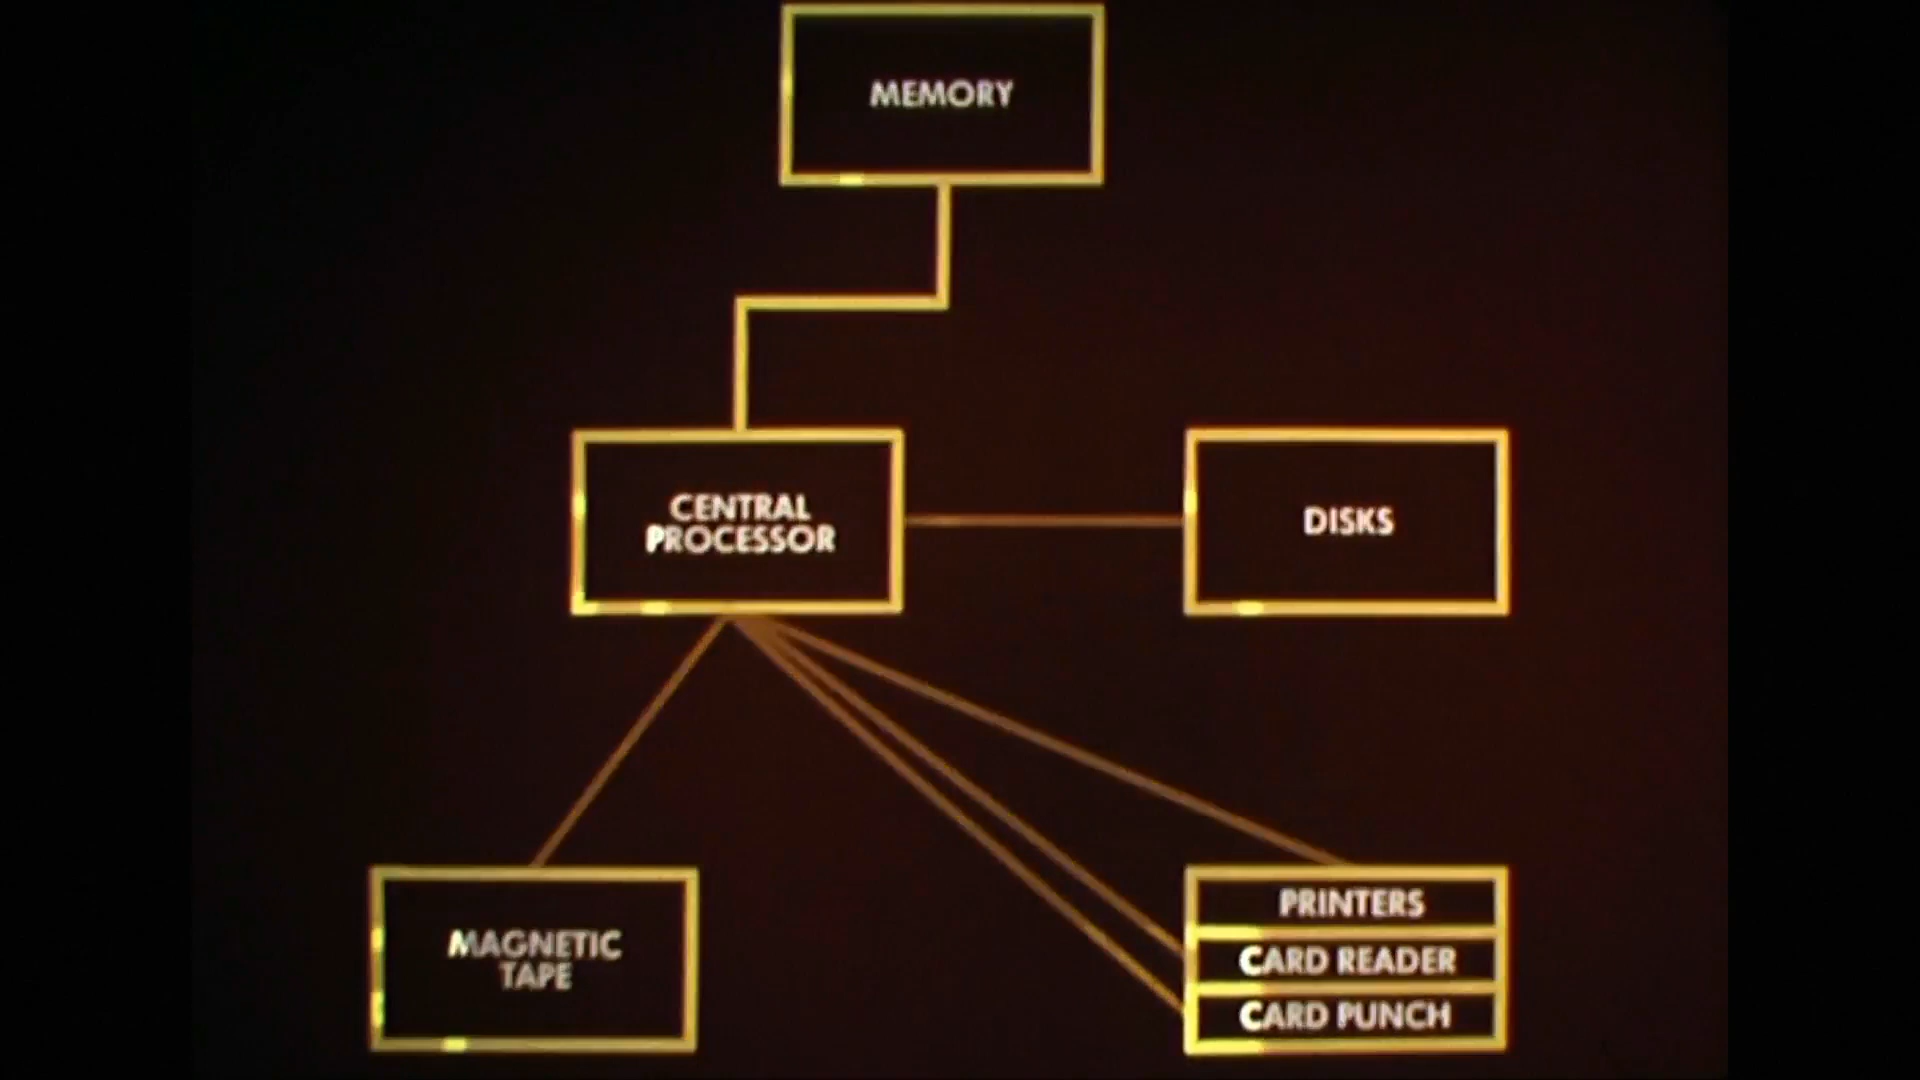 MEMORY
CENTRAL
PROCESSOR
DISKS
MAGNETIC
TAPE
PRINTERS
CARD READER
CARD PUNCH